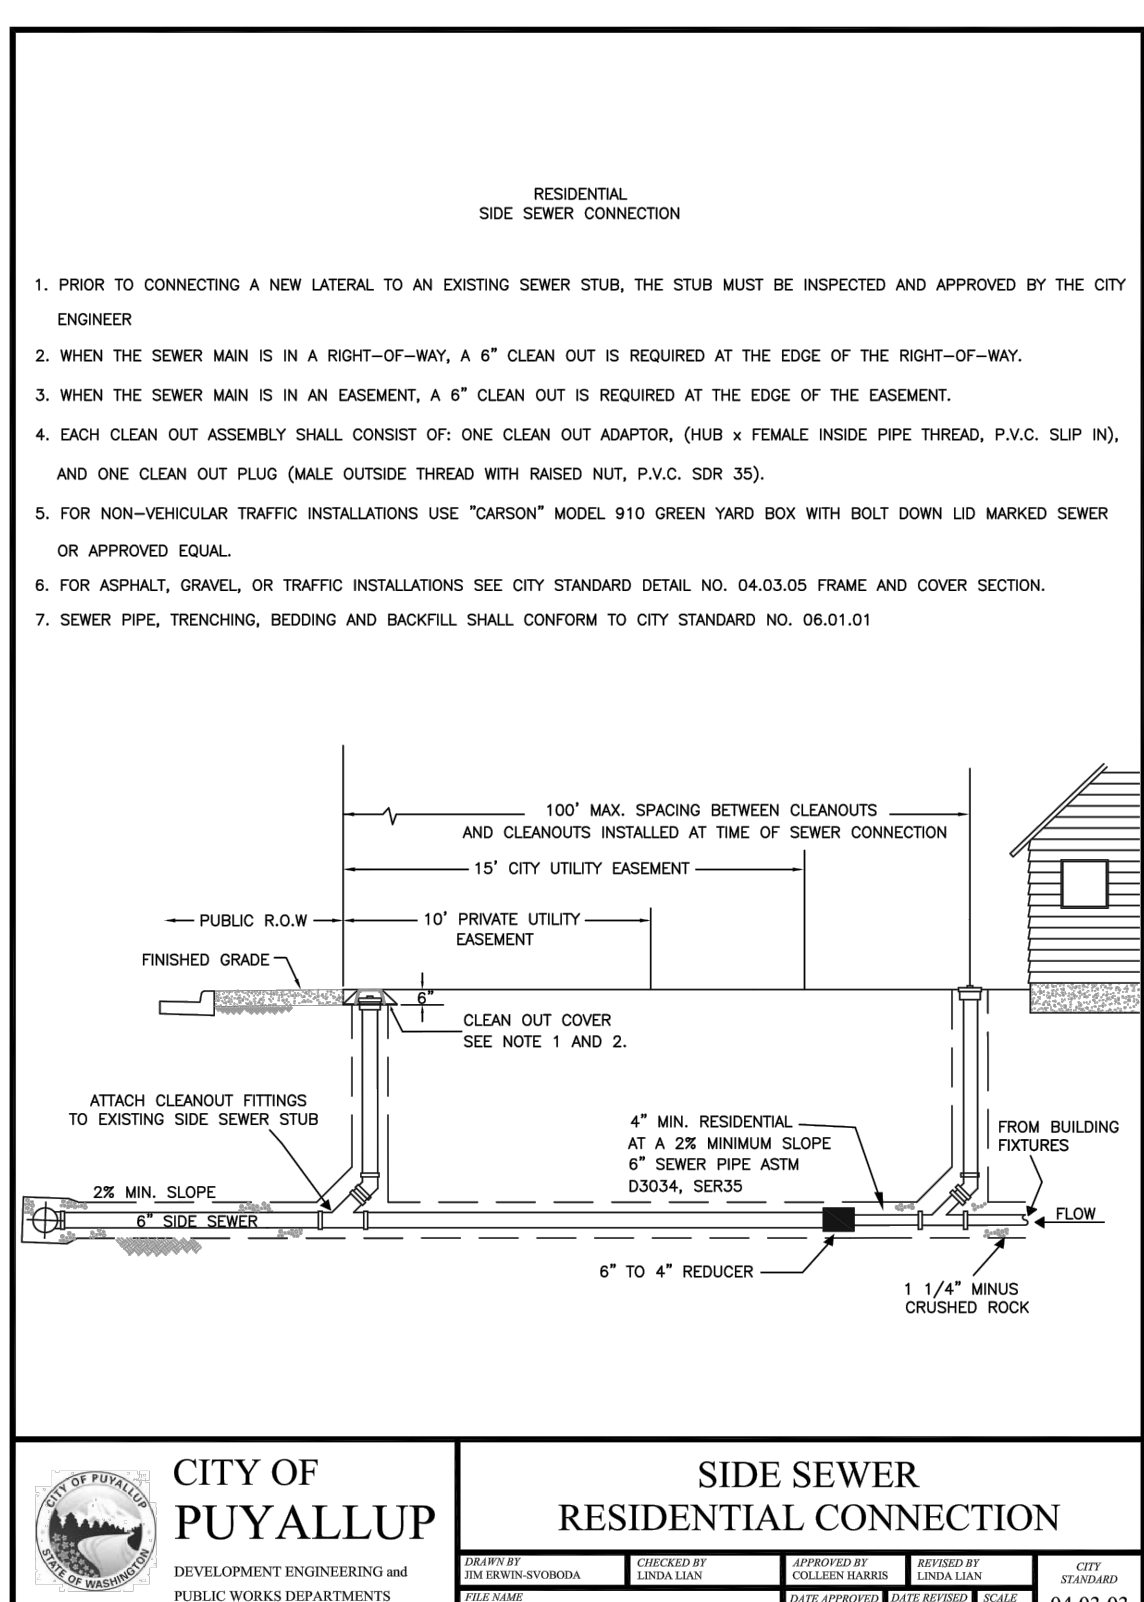 RESIDENTIAL
SIDE SEWER CONNECTION
1. PRIOR TO CONNECTING A NEW LATERAL TO AN EXISTING SEWER STUB, THE STUB MUST BE INSPECTED AND APPROVED BY THE CITY
ENGINEER
2. WHEN THE SEWER MAIN IS IN A RIGHT-OF-WAY, A 6" CLEAN OUT IS REQUIRED AT THE EDGE OF THE RIGHT-OF-WAY.
3. WHEN THE SEWER MAIN IS IN AN EASEMENT, A 6" CLEAN OUT IS REQUIRED AT THE EDGE OF THE EASEMENT.
4. EACH CLEAN OUT ASSEMBLY SHALL CONSIST OF: ONE CLEAN OUT ADAPTOR, (HUB x FEMALE INSIDE PIPE THREAD, P.V.C. SLIP IN),
AND ONE CLEAN OUT PLUG (MALE OUTSIDE THREAD WITH RAISED NUT, P.V.C. SDR 35).
5. FOR NON-VEHICULAR TRAFFIC INSTALLATIONS USE "CARSON" MODEL 910 GREEN YARD BOX WITH BOLT DOWN LID MARKED SEWER
OR APPROVED EQUAL.
6. FOR ASPHALT, GRAVEL, OR TRAFFIC INSTALLATIONS SEE CITY STANDARD DETAIL NO. 04.03.05 FRAME AND COVER SECTION.
7. SEWER PIPE, TRENCHING, BEDDING AND BACKFILL SHALL CONFORM TO CITY STANDARD NO. 06.01.01
100' MAX. SPACING BETWEEN CLEANOUTS
AND CLEANOUTS INSTALLED AT TIME OF SEWER CONNECTION
15' CITY UTILITY EASEMENT
PUBLIC R.O.W
10' PRIVATE UTILITY
EASEMENT
FINISHED GRADE
6"
CLEAN OUT COVER
SEE NOTE 1 AND 2.
ATTACH CLEANOUT FITTINGS
TO EXISTING SIDE SEWER STUB
4" MIN. RESIDENTIAL
AT A 2% MINIMUM SLOPE
6" SEWER PIPE ASTM
D3034, SER35
FROM BUILDING
FIXTURES
2% MIN. SLOPE
6" SIDE SEWER
FLOW
6" TO 4" REDUCER
1 1/4" MINUS
CRUSHED ROCK
CITY OF PUYALLUP
STATE OF WASHINGTON
CITY OF
PUYALLUP
DEVELOPMENT ENGINEERING and
PUBLIC WORKS DEPARTMENTS
SIDE SEWER
RESIDENTIAL CONNECTION
DRAWN BY
JIM ERWIN-SVOBODA
CHECKED BY
LINDA LIAN
APPROVED BY
COLLEEN HARRIS
REVISED BY
LINDA LIAN
CITY
STANDARD
FILE NAME
DATE APPROVED
DATE REVISED
SCALE